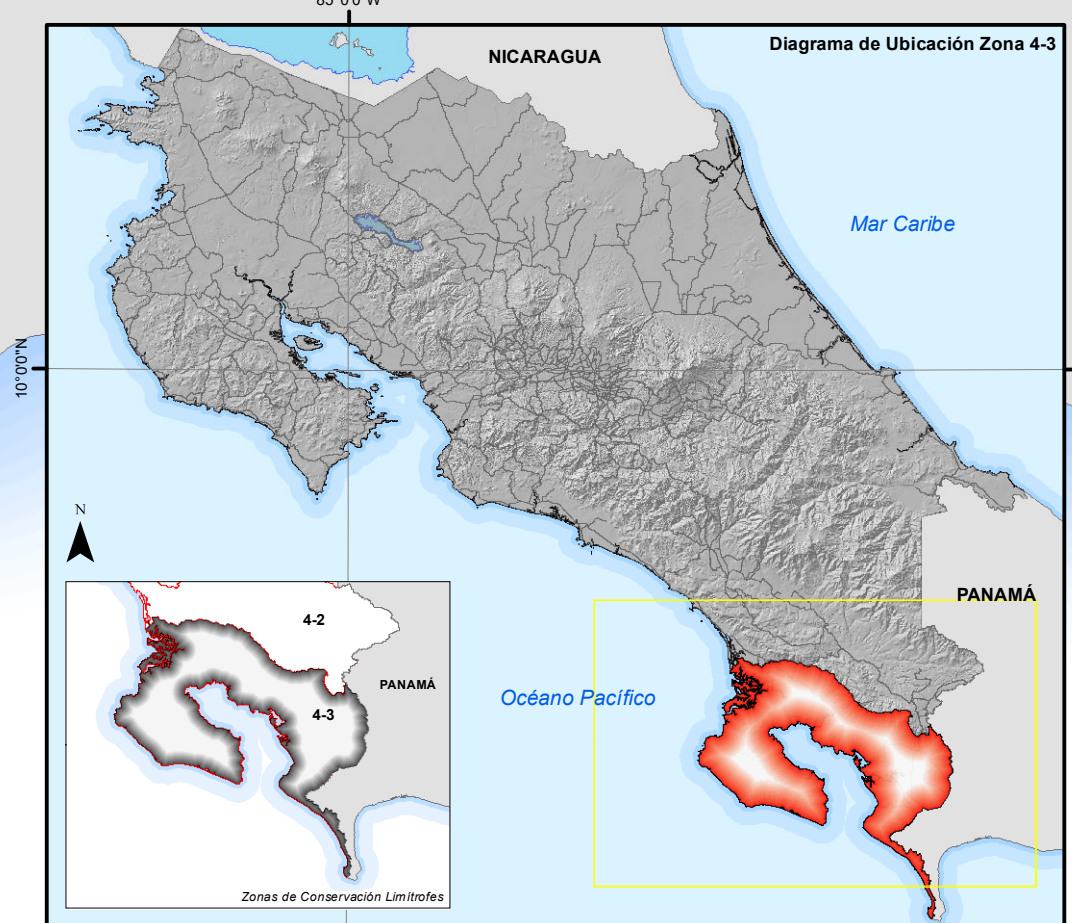 Diagrama de Ubicación Zona 4-3
NICARAGUA
Mar Caribe
10°0'0"N
N
PANAMÁ
Océano Pacífico
4-2
PANAMÁ
4-3
Zonas de Conservación Limítrofes